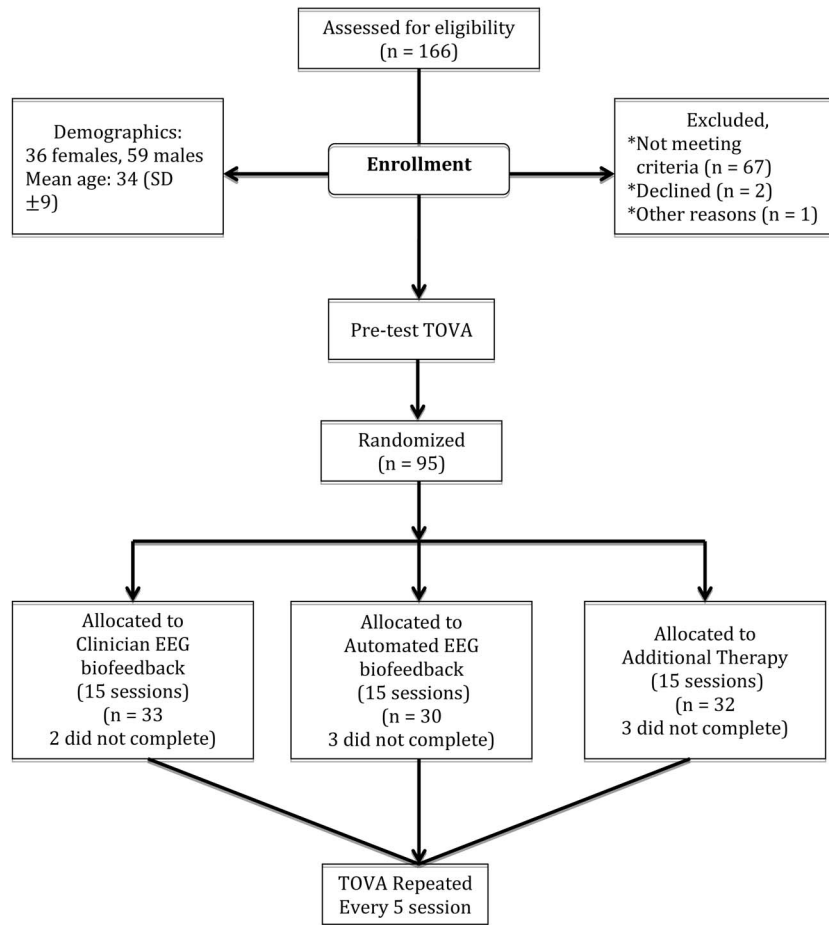 Assessed for eligibility
(n = 166)
Demographics:
36 females, 59 males
Mean age: 34 (SD
±9)
Enrollment
Excluded,
*Not meeting
criteria (n = 67)
*Declined (n = 2)
*Other reasons (n = 1)
Pre-test TOVA
Randomized
(n = 95)
Allocated to
Clinician EEG
biofeedback
(15 sessions)
(n = 33
2 did not complete)
Allocated to
Automated EEG
biofeedback
(15 sessions)
(n = 30
3 did not complete)
Allocated to
Additional Therapy
(15 sessions)
(n = 32
3 did not complete)
TOVA Repeated
Every 5 session